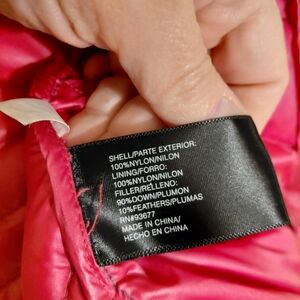 SHELL/PARTE EXTERIOR:
100%NYLON/NILON
LINING/FORRO:
100%NYLON/NILON
FILLER/RELLENO:
90%DOWN/PLUMON
10%FEATHERS/PLUMAS
RN#93677
MADE IN CHINA/
HECHO EN CHINA